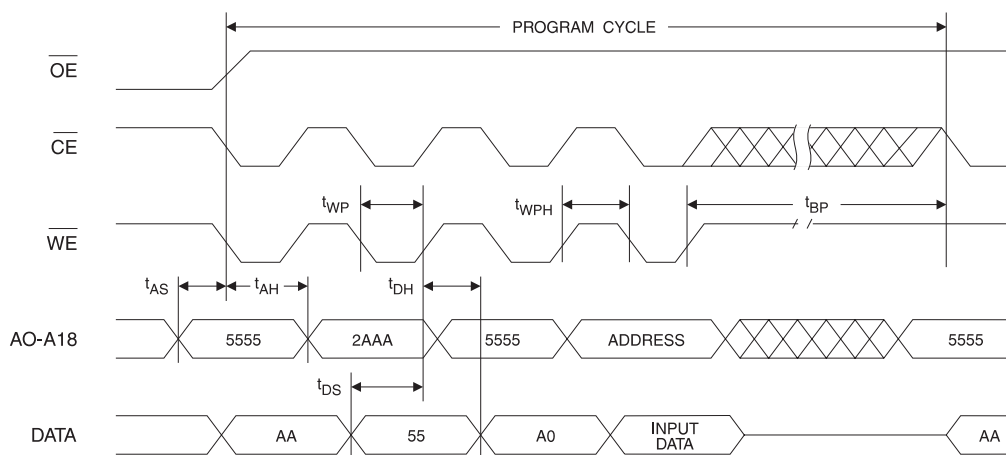 PROGRAM CYCLE
OE
CE
tWP
tWPH
tBP
WE
tAS
tAH
tDH
AO-A18
5555
2AAA
5555
ADDRESS
5555
tDS
DATA
AA
55
A0
INPUT
DATA
AA